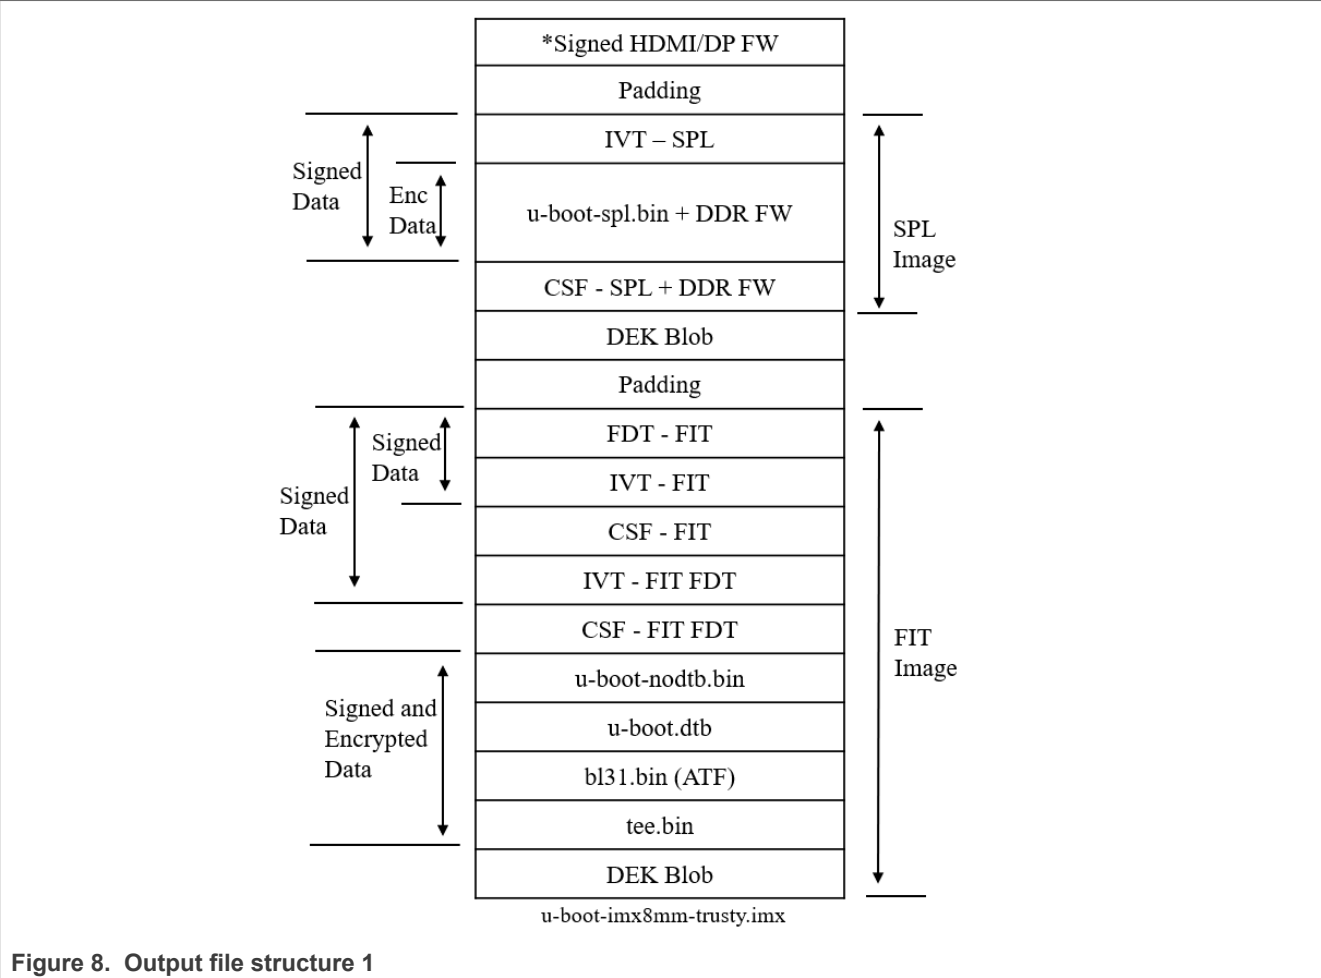 *Signed HDMI/DP FW
Padding
IVT – SPL
Signed
Data
Enc
Data
u-boot-spl.bin + DDR FW
SPL
Image
CSF - SPL + DDR FW
DEK Blob
Padding
FDT - FIT
Signed
Data
IVT - FIT
Signed
Data
CSF - FIT
IVT - FIT FDT
CSF - FIT FDT
FIT
Image
u-boot-nodtb.bin
Signed and
Encrypted
Data
u-boot.dtb
bl31.bin (ATF)
tee.bin
DEK Blob
u-boot-imx8mm-trusty.imx
Figure 8. Output file structure 1